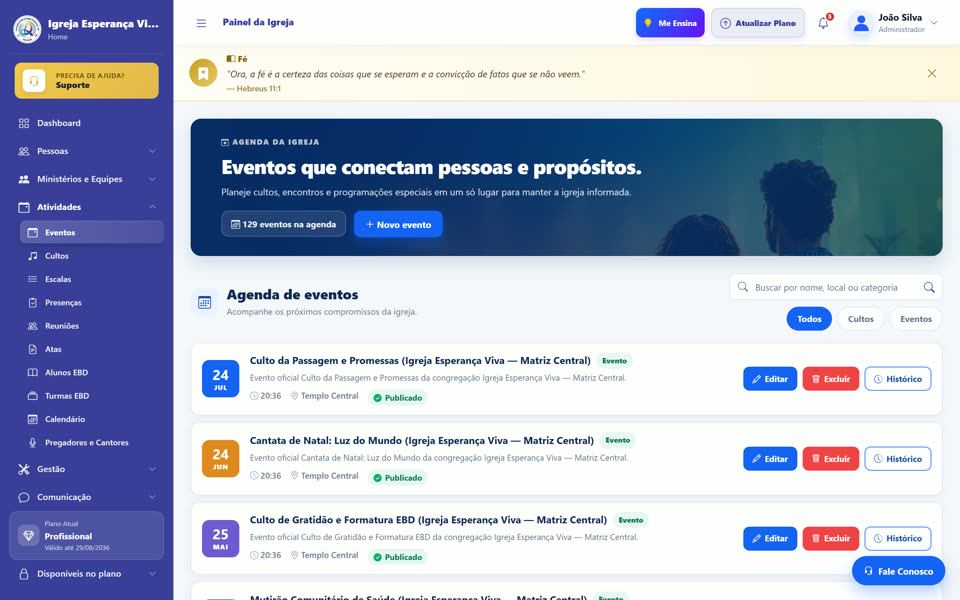 Igreja Esperança Vi...
Home
PRECISA DE AJUDA?
Suporte
Dashboard
Pessoas
Ministérios e Equipes
Atividades
Eventos
Cultos
Escalas
Presenças
Reuniões
Atas
Alunos EBD
Turmas EBD
Calendário
Pregadores e Cantores
Gestão
Comunicação
Plano Atual
Profissional
Válido até 29/08/2036
Disponíveis no plano
Painel da Igreja
Me Ensina
Atualizar Plano
João Silva
Administrador
Fé
"Ora, a fé é a certeza das coisas que se esperam e a convicção de fatos que se não veem."
— Hebreus 11:1
AGENDA DA IGREJA
Eventos que conectam pessoas e propósitos.
Planeje cultos, encontros e programações especiais em um só lugar para manter a igreja informada.
129 eventos na agenda
+ Novo evento
Agenda de eventos
Acompanhe os próximos compromissos da igreja.
Buscar por nome, local ou categoria
Todos Cultos Eventos
24 JUL
Culto da Passagem e Promessas (Igreja Esperança Viva — Matriz Central) Evento
Evento oficial Culto da Passagem e Promessas da congregação Igreja Esperança Viva — Matriz Central.
20:36 Templo Central Publicado
Editar Excluir Histórico
24 JUN
Cantata de Natal: Luz do Mundo (Igreja Esperança Viva — Matriz Central) Evento
Evento oficial Cantata de Natal: Luz do Mundo da congregação Igreja Esperança Viva — Matriz Central.
20:36 Templo Central Publicado
Editar Excluir Histórico
25 MAI
Culto de Gratidão e Formatura EBD (Igreja Esperança Viva — Matriz Central) Evento
Evento oficial Culto de Gratidão e Formatura EBD da congregação Igreja Esperança Viva — Matriz Central.
20:36 Templo Central Publicado
Editar Excluir Histórico
Fale Conosco
Mutirão Comunitário de Saúde (Igreja Esperança Viva — Matriz Central) Evento